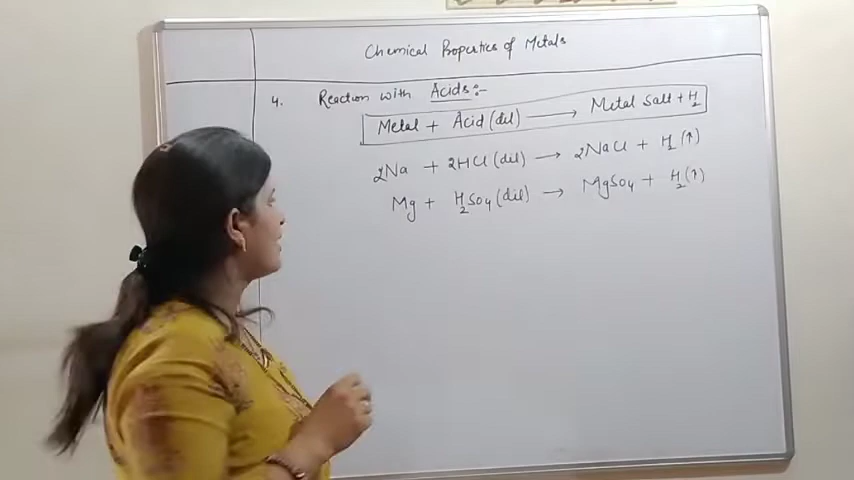 Chemical Properties of Metals
4. Reaction with Acids:-
Metal + Acid (dil) → Metal Salt + H₂
2Na + 2HCl (dil) → 2NaCl + H₂(↑)
Mg + H₂SO₄ (dil) → MgSO₄ + H₂(↑)